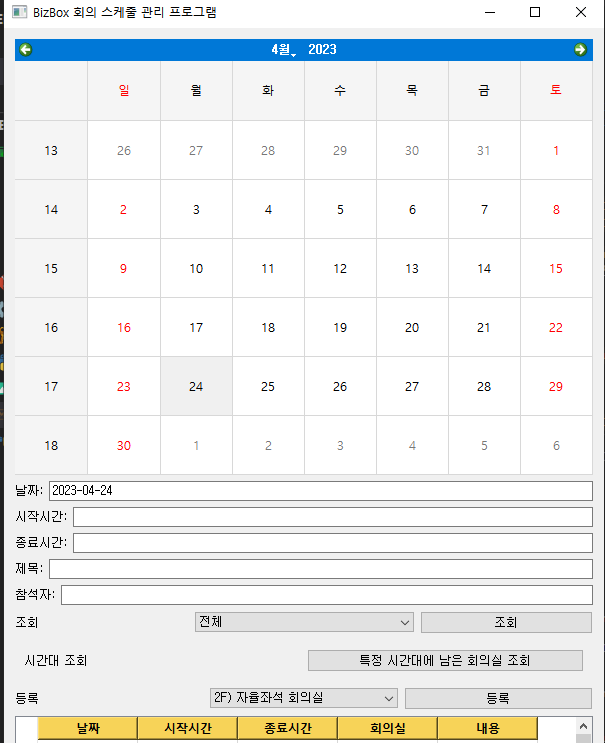 BizBox 회의 스케줄 관리 프로그램
4월 2023
일 월 화 수 목 금 토
13 26 27 28 29 30 31 1
14 2 3 4 5 6 7 8
15 9 10 11 12 13 14 15
16 16 17 18 19 20 21 22
17 23 24 25 26 27 28 29
18 30 1 2 3 4 5 6
날짜: 2023-04-24
시작시간:
종료시간:
제목:
참석자:
조회 전체 조회
시간대 조회 특정 시간대에 남은 회의실 조회
등록 2F) 자율좌석 회의실 등록
날짜 시작시간 종료시간 회의실 내용